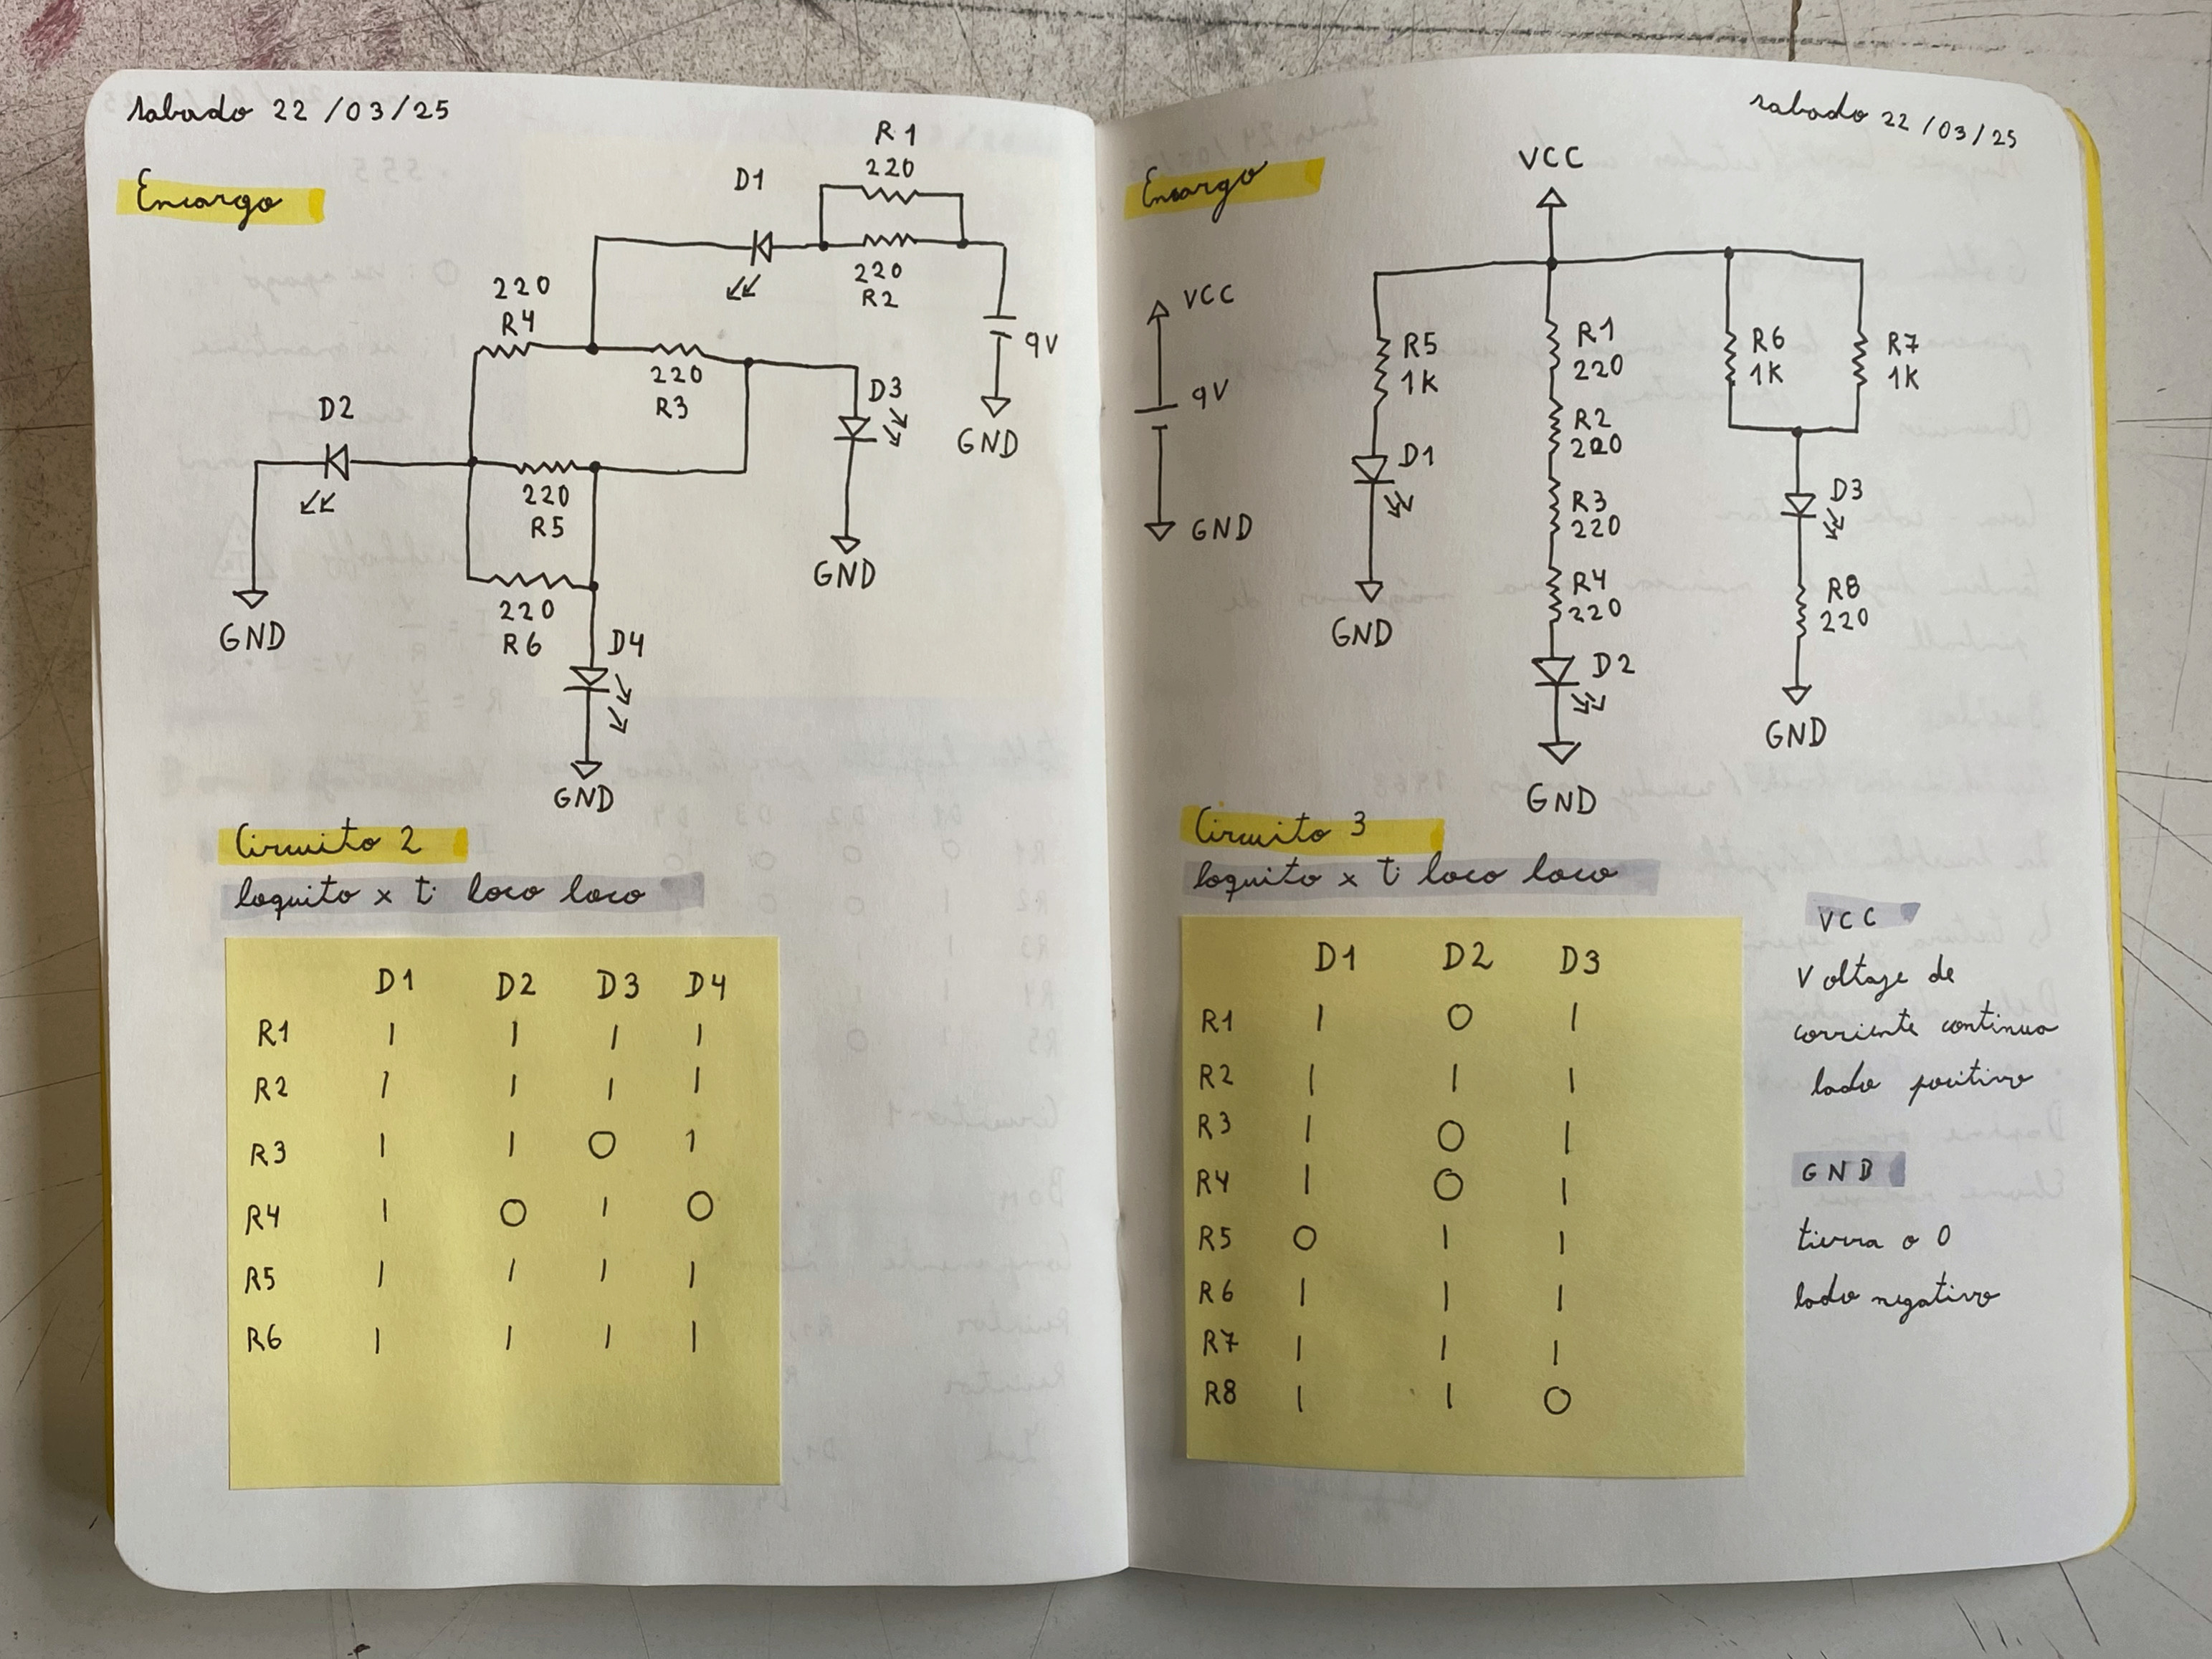 sabado 22/03/25
Encargo
R1
220
D1
220
R2
220
R4
9V
220
R3
D3
GND
D2
220
R5
GND
220
R6
D4
GND
GND
Circuito 2
loquito x ti loco loco
D1 D2 D3 D4
R1 1 1 1 1
R2 1 1 1 1
R3 1 1 0 1
R4 1 0 1 0
R5 1 1 1 1
R6 1 1 1 1
sabado 22/03/25
Encargo
VCC
VCC
9V
GND
R5
1K
R1
220
R6
1K
R7
1K
R2
220
D1
R3
220
D3
R4
220
R8
220
GND
D2
GND
GND
Circuito 3
loquito x ti loco loco
D1 D2 D3
R1 1 0 1
R2 1 1 1
R3 1 0 1
R4 1 0 1
R5 0 1 1
R6 1 1 1
R7 1 1 1
R8 1 1 0
VCC
Voltaje de
corriente continua
lado positivo
GND
tierra o 0
lado negativo